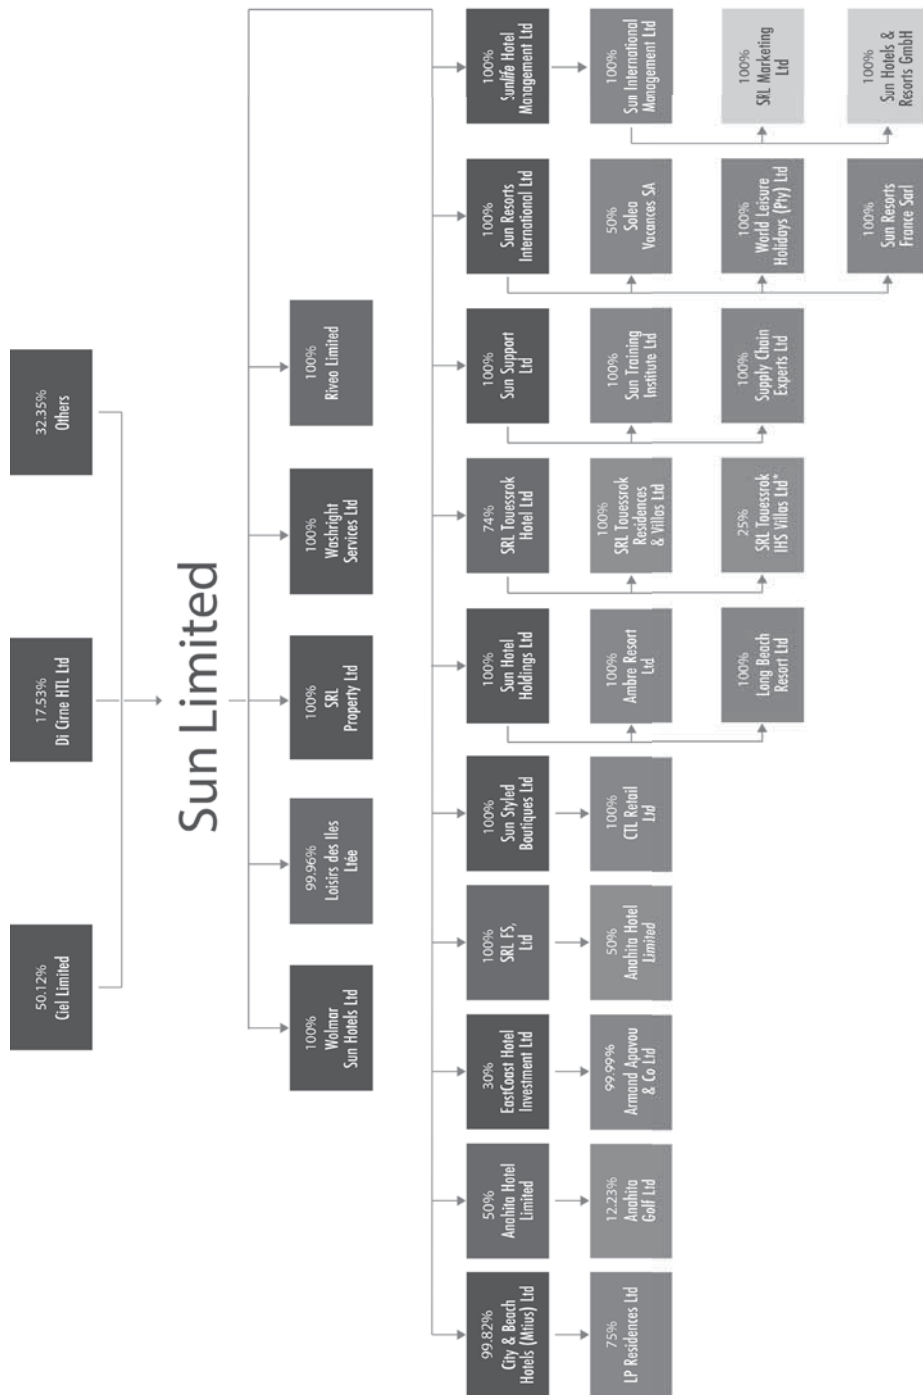 50.12%
Ciel Limited
17.53%
Di Cirne HTL Ltd
32.35%
Others
Sun Limited
100%
Wolmar
Sun Hotels Ltd
99.96%
Loisirs des Iles
Ltée
100%
SRL
Property Ltd
100%
Washright
Services Ltd
100%
Riveo Limited
99.82%
City & Beach
Hotels (Mtius) Ltd
50%
Anahita Hotel
Limited
30%
EastCoast Hotel
Investment Ltd
100%
SRL FS,
Ltd
100%
Sun Styled
Boutiques Ltd
100%
Sun Hotel
Holdings Ltd
74%
SRL Touessrok
Hotel Ltd
100%
Sun Support
Ltd
100%
Sun Resorts
International Ltd
100%
Sunlife Hotel
Management Ltd
75%
LP Residences Ltd
12.23%
Anahita
Golf Ltd
99.99%
Armand Apavou
& Co Ltd
50%
Anahita Hotel
Limited
100%
CTL Retail
Ltd
100%
Ambre Resort
Ltd
100%
SRL Touessrok
Residences
& Villas Ltd
100%
Sun Training
Institute Ltd
50%
Solea
Vacances SA
100%
Sun International
Management Ltd
100%
Long Beach
Resort Ltd
25%
SRL Touessrok
IHS Villas Ltd*
100%
Supply Chain
Experts Ltd
100%
World Leisure
Holidays (Pty) Ltd
100%
SRL Marketing
Ltd
100%
Sun Resorts
France Sarl
100%
Sun Hotels &
Resorts GmbH